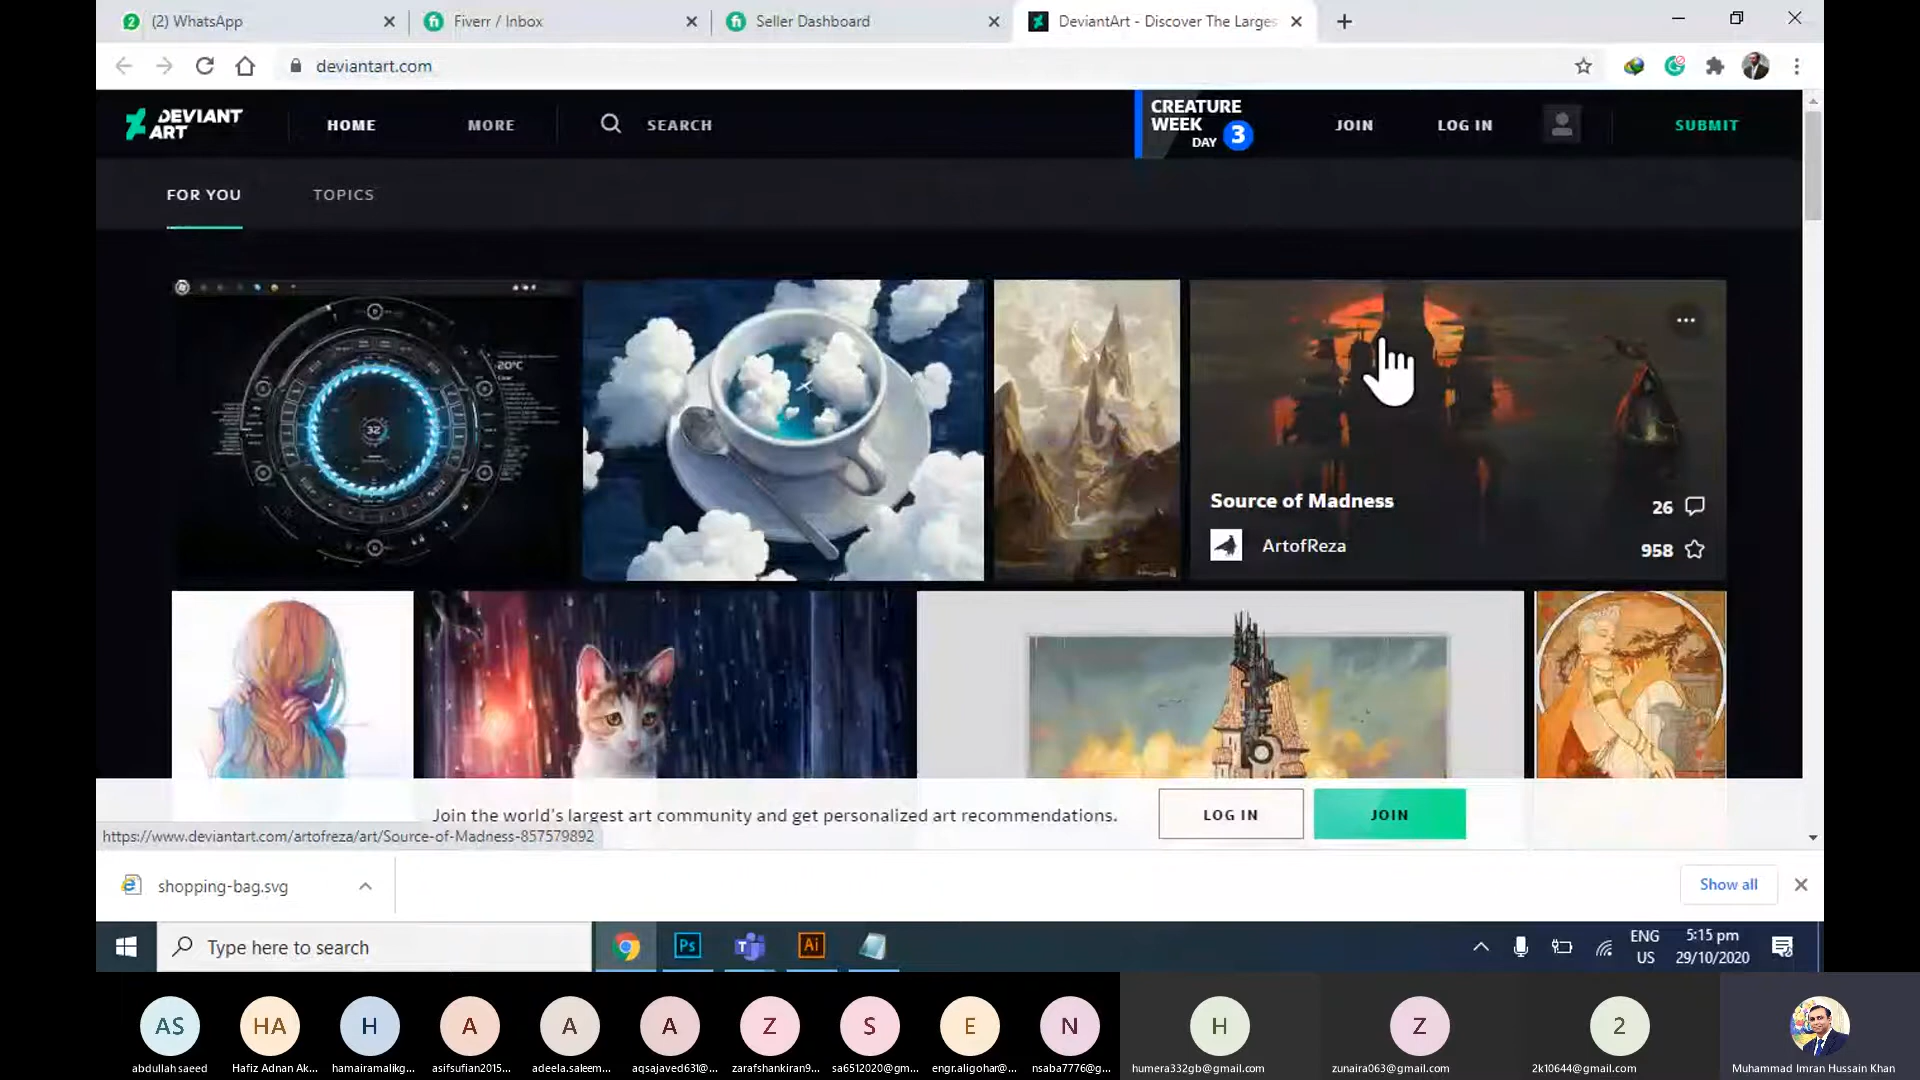 (2) WhatsApp
Fiverr / Inbox
Seller Dashboard
DeviantArt - Discover The Larges
deviantart.com
DEVIANT ART
HOME
MORE
SEARCH
CREATURE
WEEK
DAY 3
JOIN
LOG IN
SUBMIT
FOR YOU
TOPICS
20°C
32
Source of Madness
26
ArtofReza
958
Join the world's largest art community and get personalized art recommendations.
LOG IN
JOIN
https://www.deviantart.com/artofreza/art/Source-of-Madness-857579892
shopping-bag.svg
Show all
Type here to search
Ps
Ai
ENG
US
5:15 pm
29/10/2020
AS
HA
H
A
A
A
Z
S
E
N
H
Z
2
abdullah saeed
Hafiz Adnan Ak...
hamairamalikg...
asifsufian2015...
adeela.saleem...
aqsajaved631@...
zarafshankiran9...
sa6512020@gm...
engr.aligohar@...
nsaba7776@g...
humera332gb@gmail.com
zunaira063@gmail.com
2k10644@gmail.com
Muhammad Imran Hussain Khan